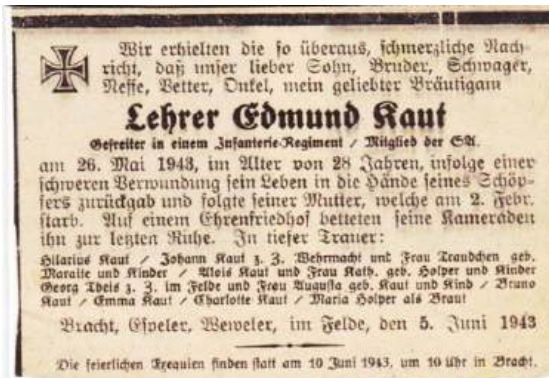 Wir erhielten die so überaus, schmerzliche Nach-
richt, daß unser lieber Sohn, Bruder, Schwager,
Neffe, Vetter, Onkel, mein geliebter Bräutigam
Lehrer Edmund Kaut
Gefreiter in einem Infanterie-Regiment / Mitglied der SA.
am 26. Mai 1943, im Alter von 28 Jahren, infolge einer
schweren Verwundung sein Leben in die Hände seines Schöp-
fers zurückgab und folgte seiner Mutter, welche am 2. Febr.
starb. Auf einem Ehrenfriedhof betteten seine Kameraden
ihn zur letzten Ruhe. In tiefer Trauer:
Hilarius Kaut / Johann Kaut z. Z. Wehrmacht und Frau Traudchen geb.
Maraite und Kinder / Alois Kaut und Frau Kath. geb. Holper und Kinder
Georg Theis z. Z. im Felde und Frau Augusta geb. Kaut und Kind / Bruno
Kaut / Emma Kaut / Charlotte Kaut / Maria Holper als Braut
Bracht, Espeler, Weweler, im Felde, den 5. Juni 1943
Die feierlichen Exequien finden statt am 10 Juni 1943, um 10 Uhr in Bracht.